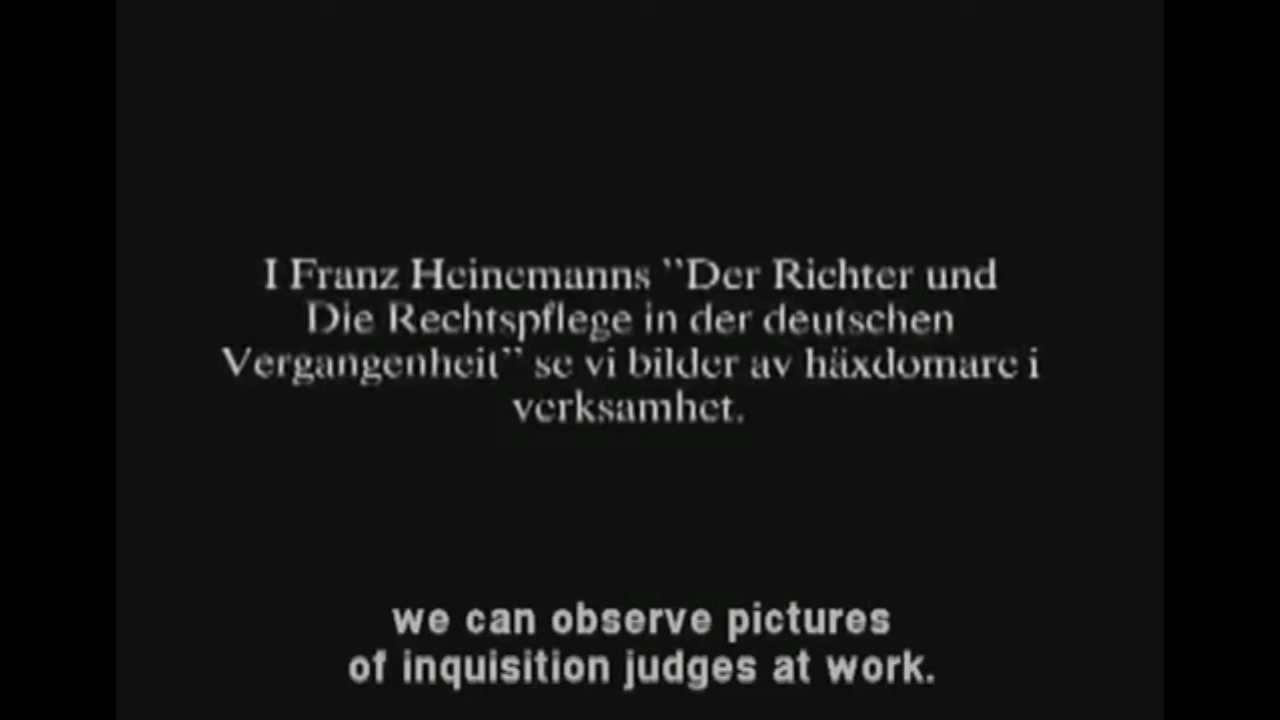 I Franz Heinemanns ”Der Richter und
Die Rechtspflege in der deutschen
Vergangenheit” se vi bilder av häxdomare i
verksamhet.
we can observe pictures
of inquisition judges at work.